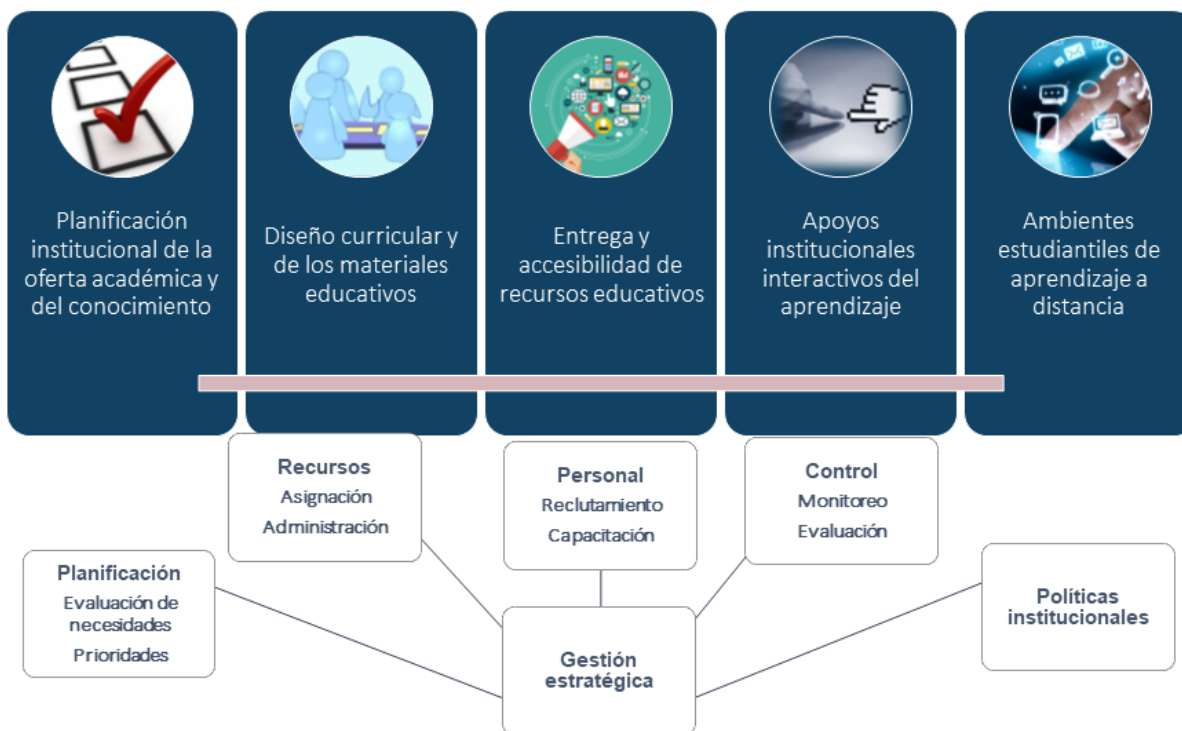 Planificación
institucional de la
oferta académica y
del conocimiento
Diseño curricular y
de los materiales
educativos
Entrega y
accesibilidad de
recursos educativos
Apoyos
institucionales
interactivos del
aprendizaje
Ambientes
estudiantiles de
aprendizaje a
distancia
Recursos
Asignación
Administración
Personal
Reclutamiento
Capacitación
Control
Monitoreo
Evaluación
Planificación
Evaluación de
necesidades
Prioridades
Políticas
institucionales
Gestión
estratégica